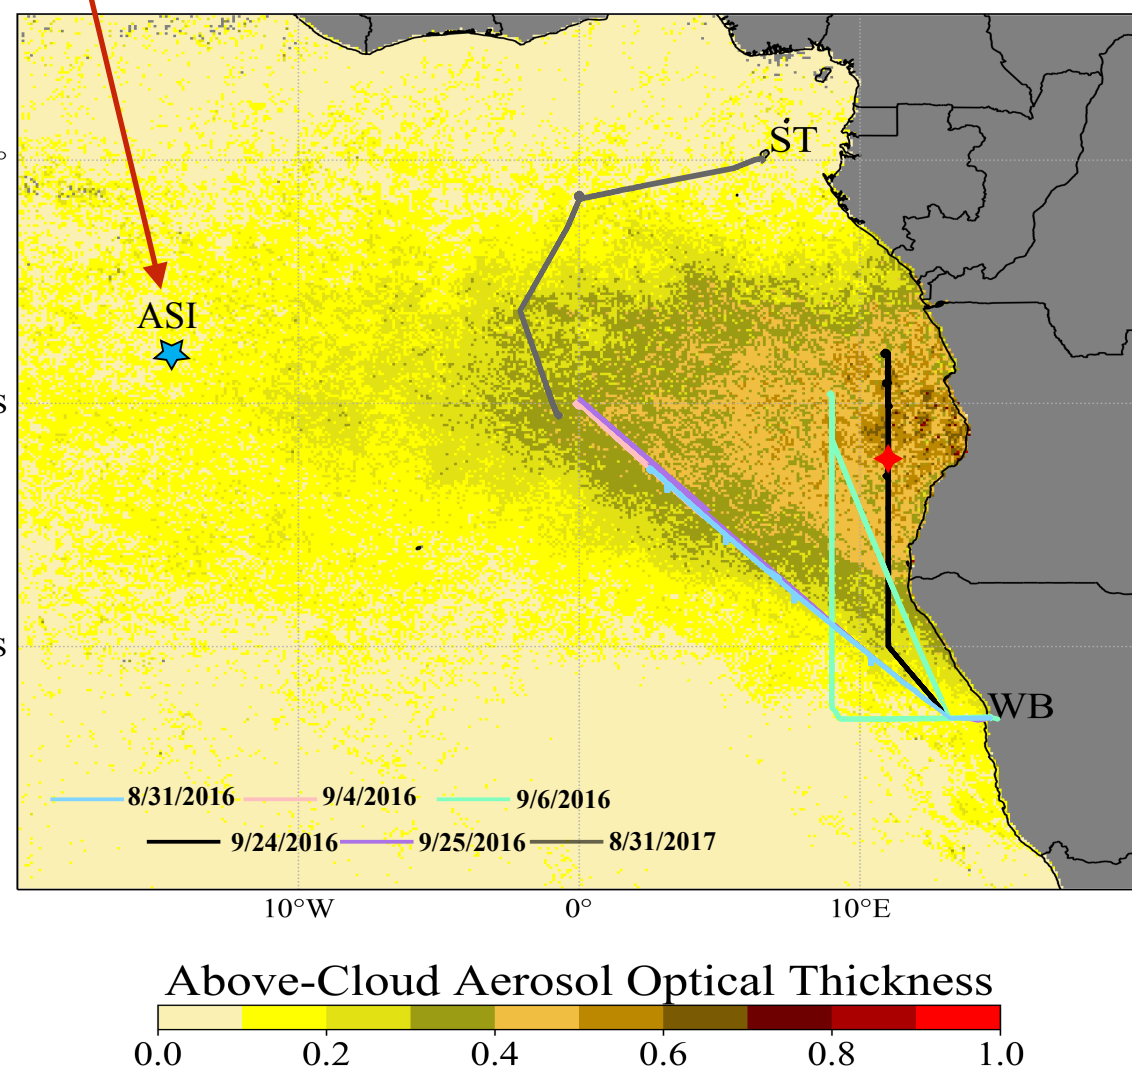 ST
°
ASI
S
S
WB
8/31/2016 9/4/2016 9/6/2016
9/24/2016 9/25/2016 8/31/2017
10°W 0° 10°E
Above-Cloud Aerosol Optical Thickness
0.0 0.2 0.4 0.6 0.8 1.0